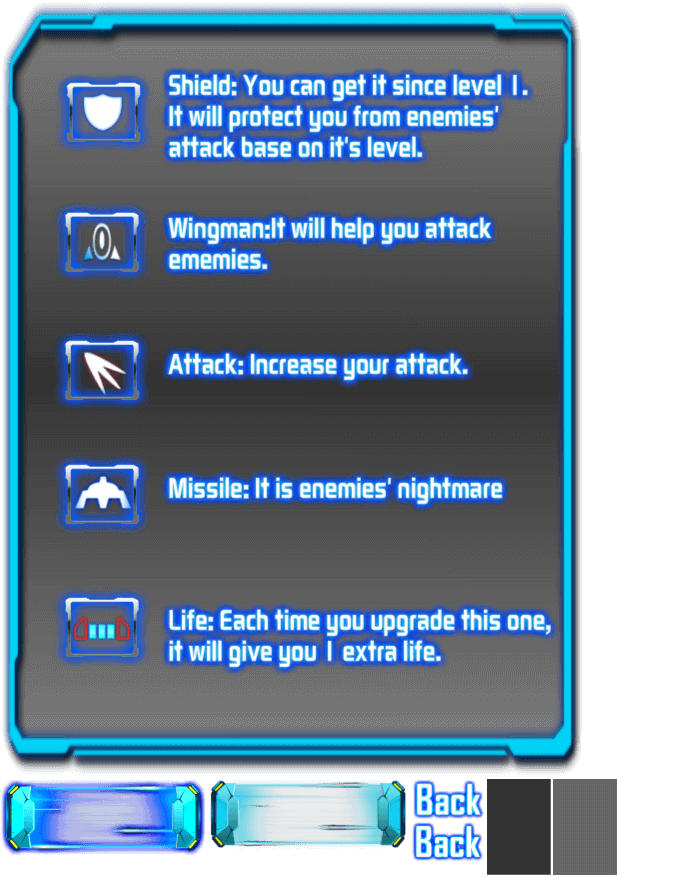 Shield: You can get it since level 1.
It will protect you from enemies'
attack base on it's level.
Wingman:It will help you attack
ememies.
Attack: Increase your attack.
Missile: It is enemies' nightmare
Life: Each time you upgrade this one,
it will give you 1 extra life.
Back
Back